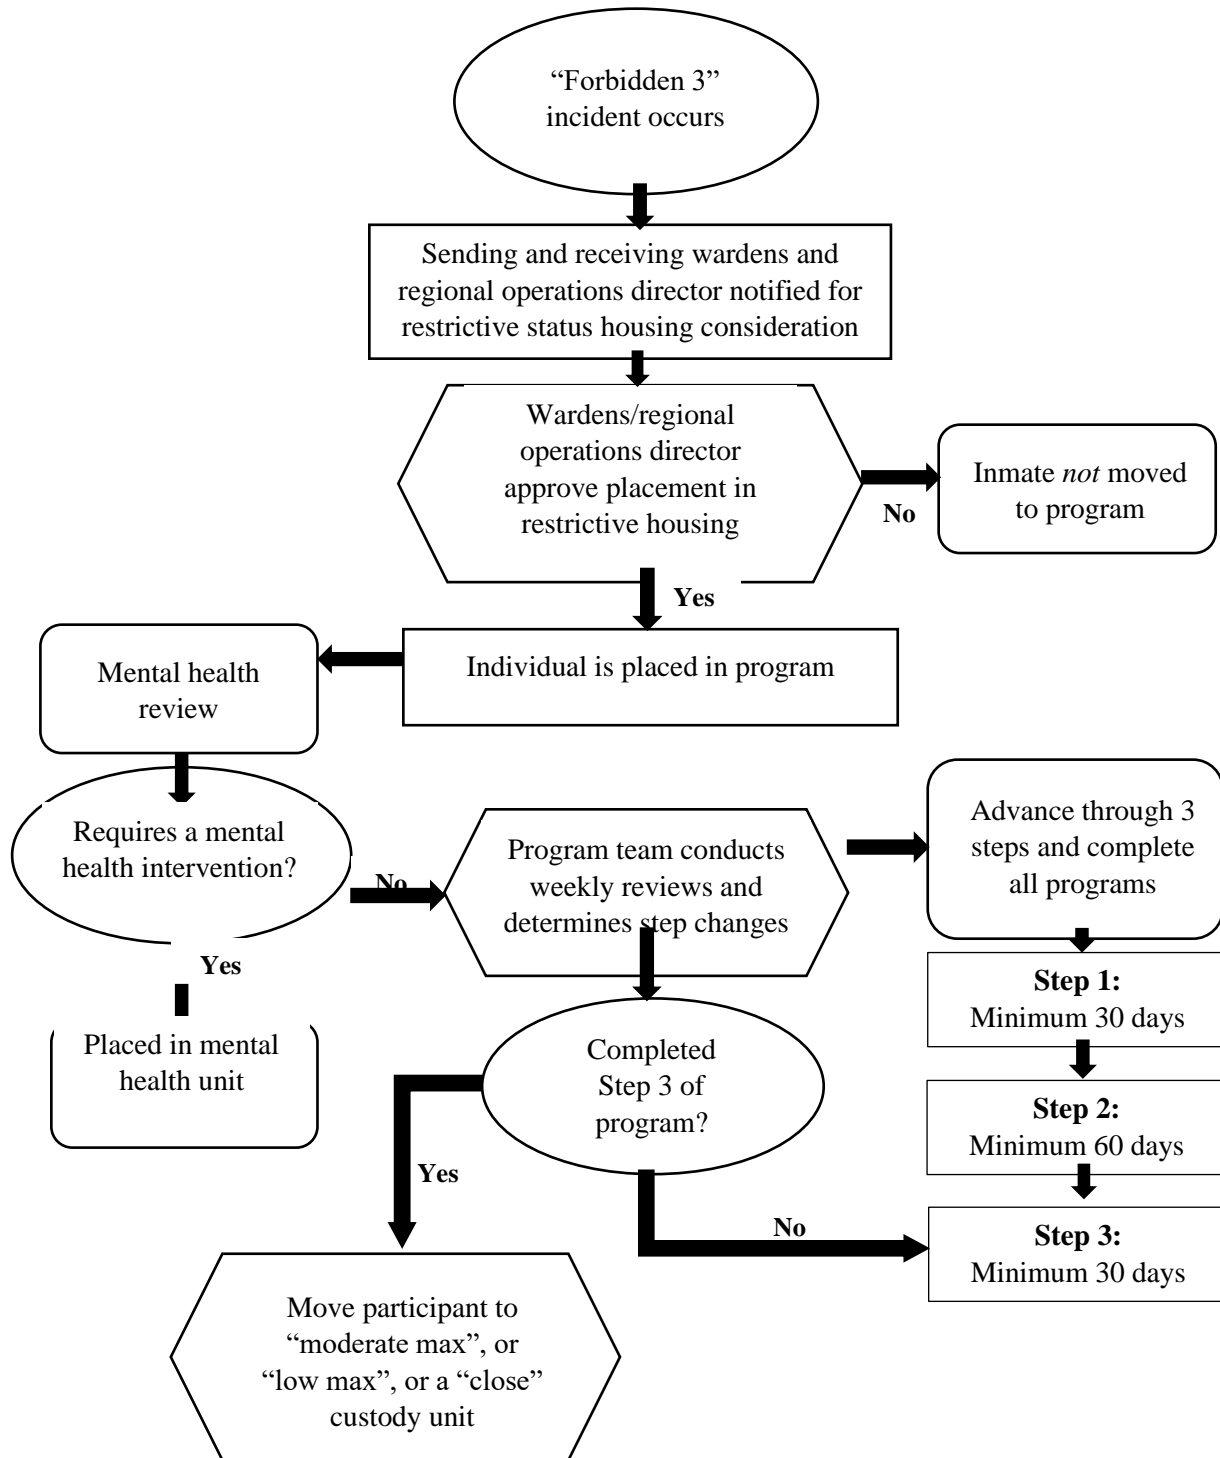 “Forbidden 3”
incident occurs
Sending and receiving wardens and
regional operations director notified for
restrictive status housing consideration
Wardens/regional
operations director
approve placement in
restrictive housing
No
Inmate not moved
to program
Yes
Individual is placed in program
Mental health
review
Requires a mental
health intervention?
No
Yes
Placed in mental
health unit
Program team conducts
weekly reviews and
determines step changes
Advance through 3
steps and complete
all programs
Step 1:
Minimum 30 days
Step 2:
Minimum 60 days
Step 3:
Minimum 30 days
Completed
Step 3 of
program?
Yes
No
Move participant to
“moderate max”, or
“low max”, or a “close”
custody unit